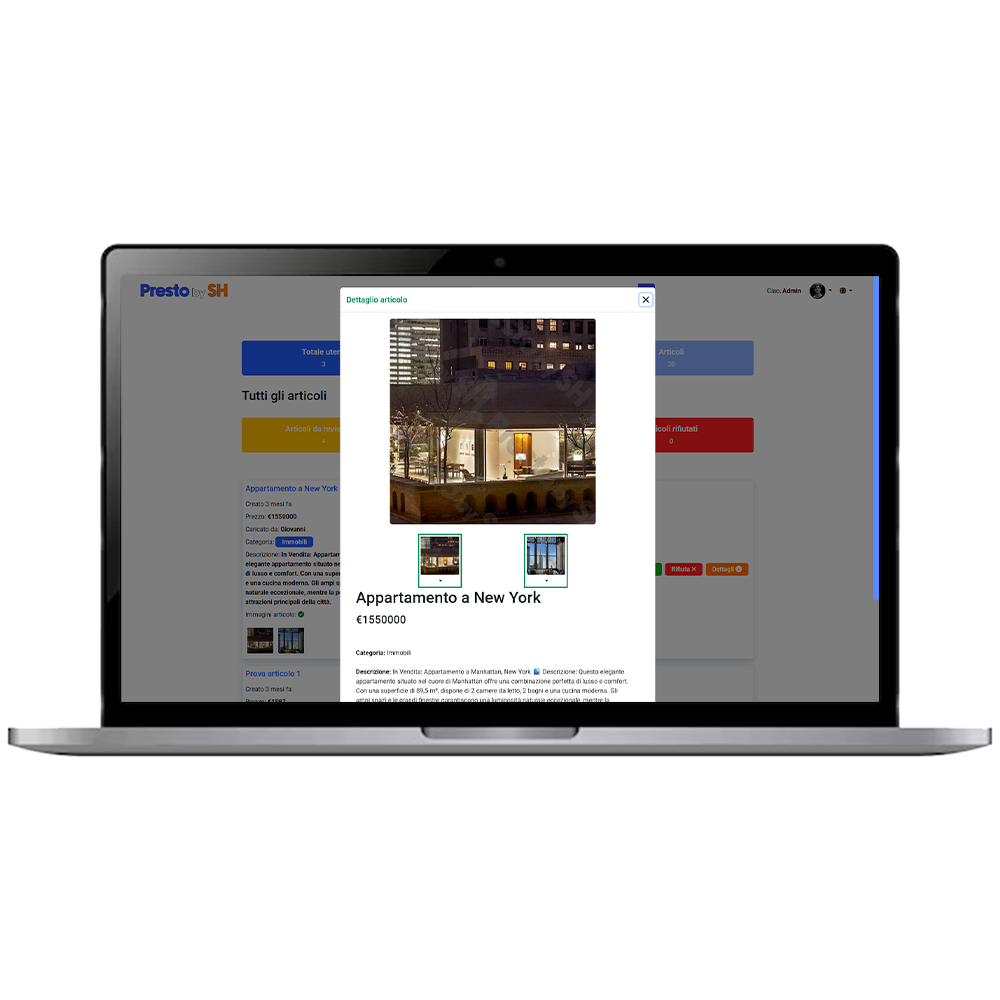 Presto by SH
Ciao, Admin
Totale uten
3
Articoli
30
Tutti gli articoli
Articoli da revis
4
icoli rifiutati
0
Appartamento a New York
Creato 3 mesi fa
Prezzo: €1550000
Caricato da: Giovanni
Categoria: Immobili
Descrizione: In Vendita: Appartam
elegante appartamento situato ne
di lusso e comfort. Con una super
e una cucina moderna. Gli ampi s
naturale eccezionale, mentre la p
attrazioni principali della città.
Immagini articolo:
Rifiuta
Dettagli
Prova articolo 1
Creato 3 mesi fa
Prezzo: €1587
Dettaglio articolo
Appartamento a New York
€1550000
Categoria: Immobili
Descrizione: In Vendita: Appartamento a Manhattan, New York Descrizione: Questo elegante
appartamento situato nel cuore di Manhattan offre una combinazione perfetta di lusso e comfort.
Con una superficie di 89,5 m², dispone di 2 camere da letto, 2 bagni e una cucina moderna. Gli
ampi spazi e le grandi finestre garantiscono una luminosità naturale eccezionale, mentre la